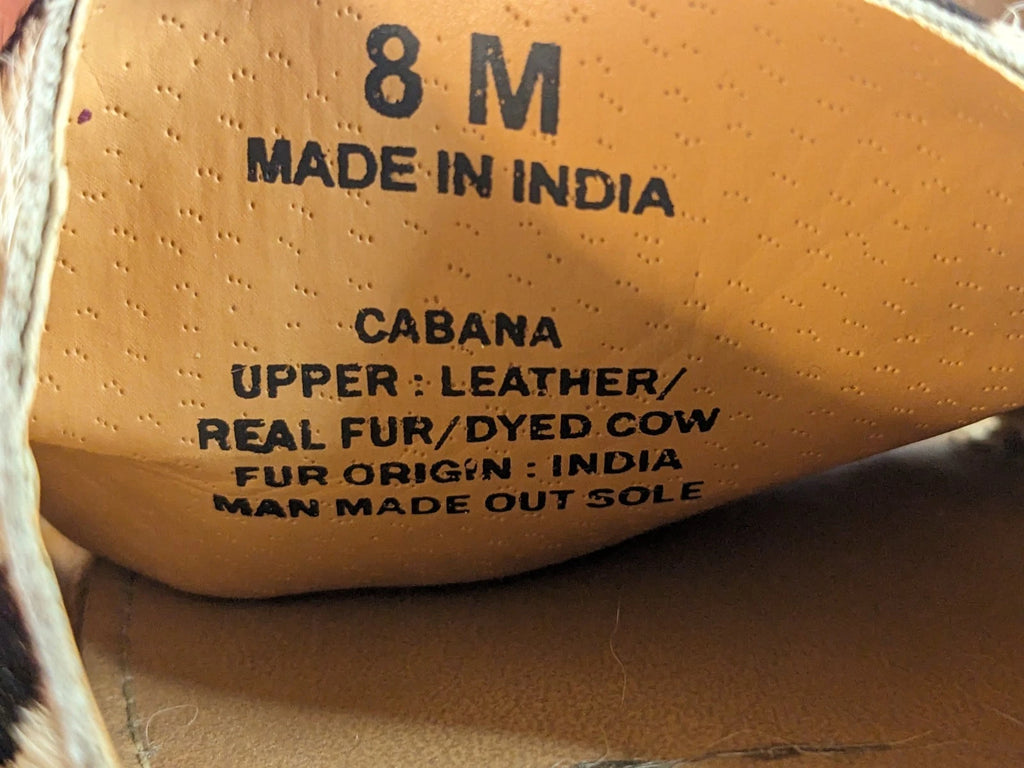 8 M
MADE IN INDIA
CABANA
UPPER : LEATHER/
REAL FUR/DYED COW
FUR ORIGIN : INDIA
MAN MADE OUT SOLE